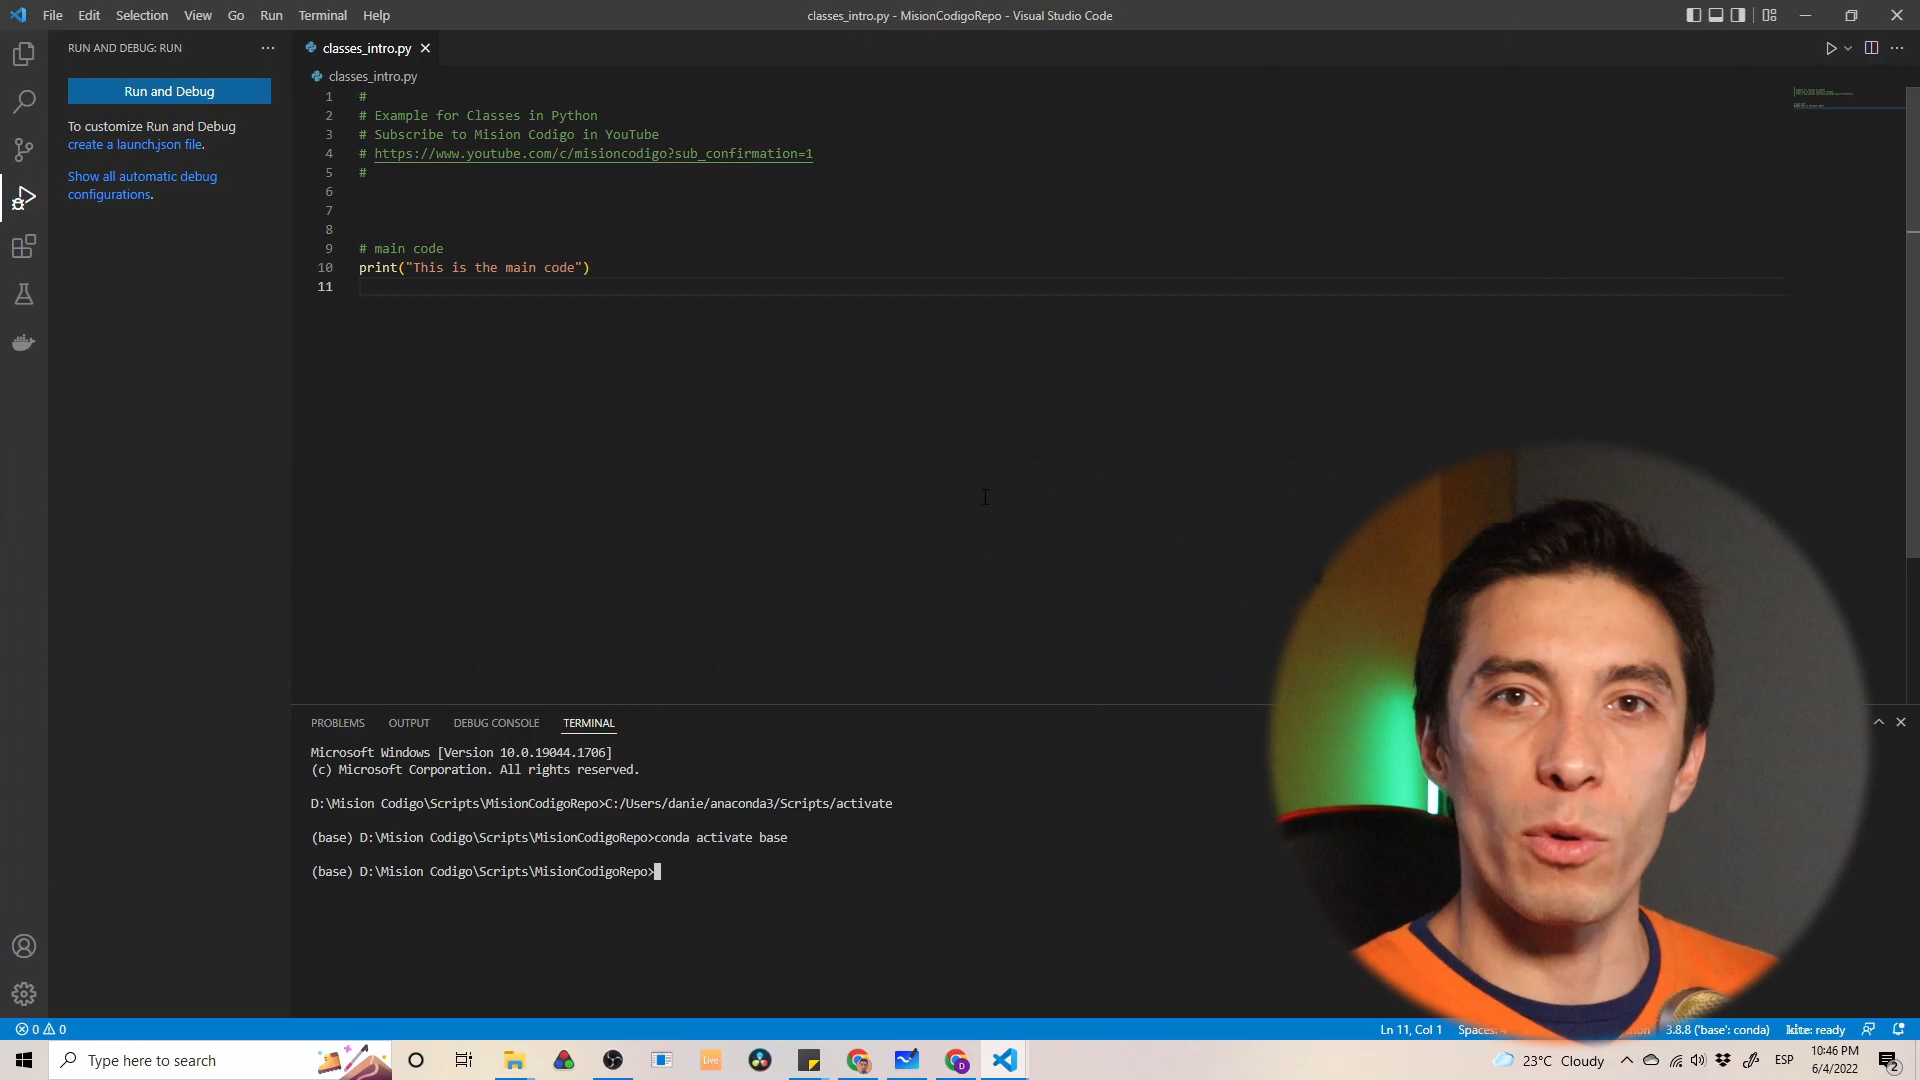 File Edit Selection View Go Run Terminal Help
classes_intro.py - MisionCodigoRepo - Visual Studio Code
RUN AND DEBUG: RUN
Run and Debug
To customize Run and Debug
create a launch.json file.
Show all automatic debug
configurations.
classes_intro.py
classes_intro.py
1 #
2 # Example for Classes in Python
3 # Subscribe to Mision Codigo in YouTube
4 # https://www.youtube.com/c/misioncodigo?sub_confirmation=1
5 #
6
7
8
9 # main code
10 print("This is the main code")
11
PROBLEMS OUTPUT DEBUG CONSOLE TERMINAL
Microsoft Windows [Version 10.0.19044.1706]
(c) Microsoft Corporation. All rights reserved.
D:\Mision Codigo\Scripts\MisionCodigoRepo>C:/Users/danie/anaconda3/Scripts/activate
(base) D:\Mision Codigo\Scripts\MisionCodigoRepo>conda activate base
(base) D:\Mision Codigo\Scripts\MisionCodigoRepo>
0 0 Ln 11, Col 1 Spaces: 3.8.8 ('base': conda) kite: ready
Type here to search
Live
D
23°C Cloudy
ESP
10:46 PM
6/4/2022
2